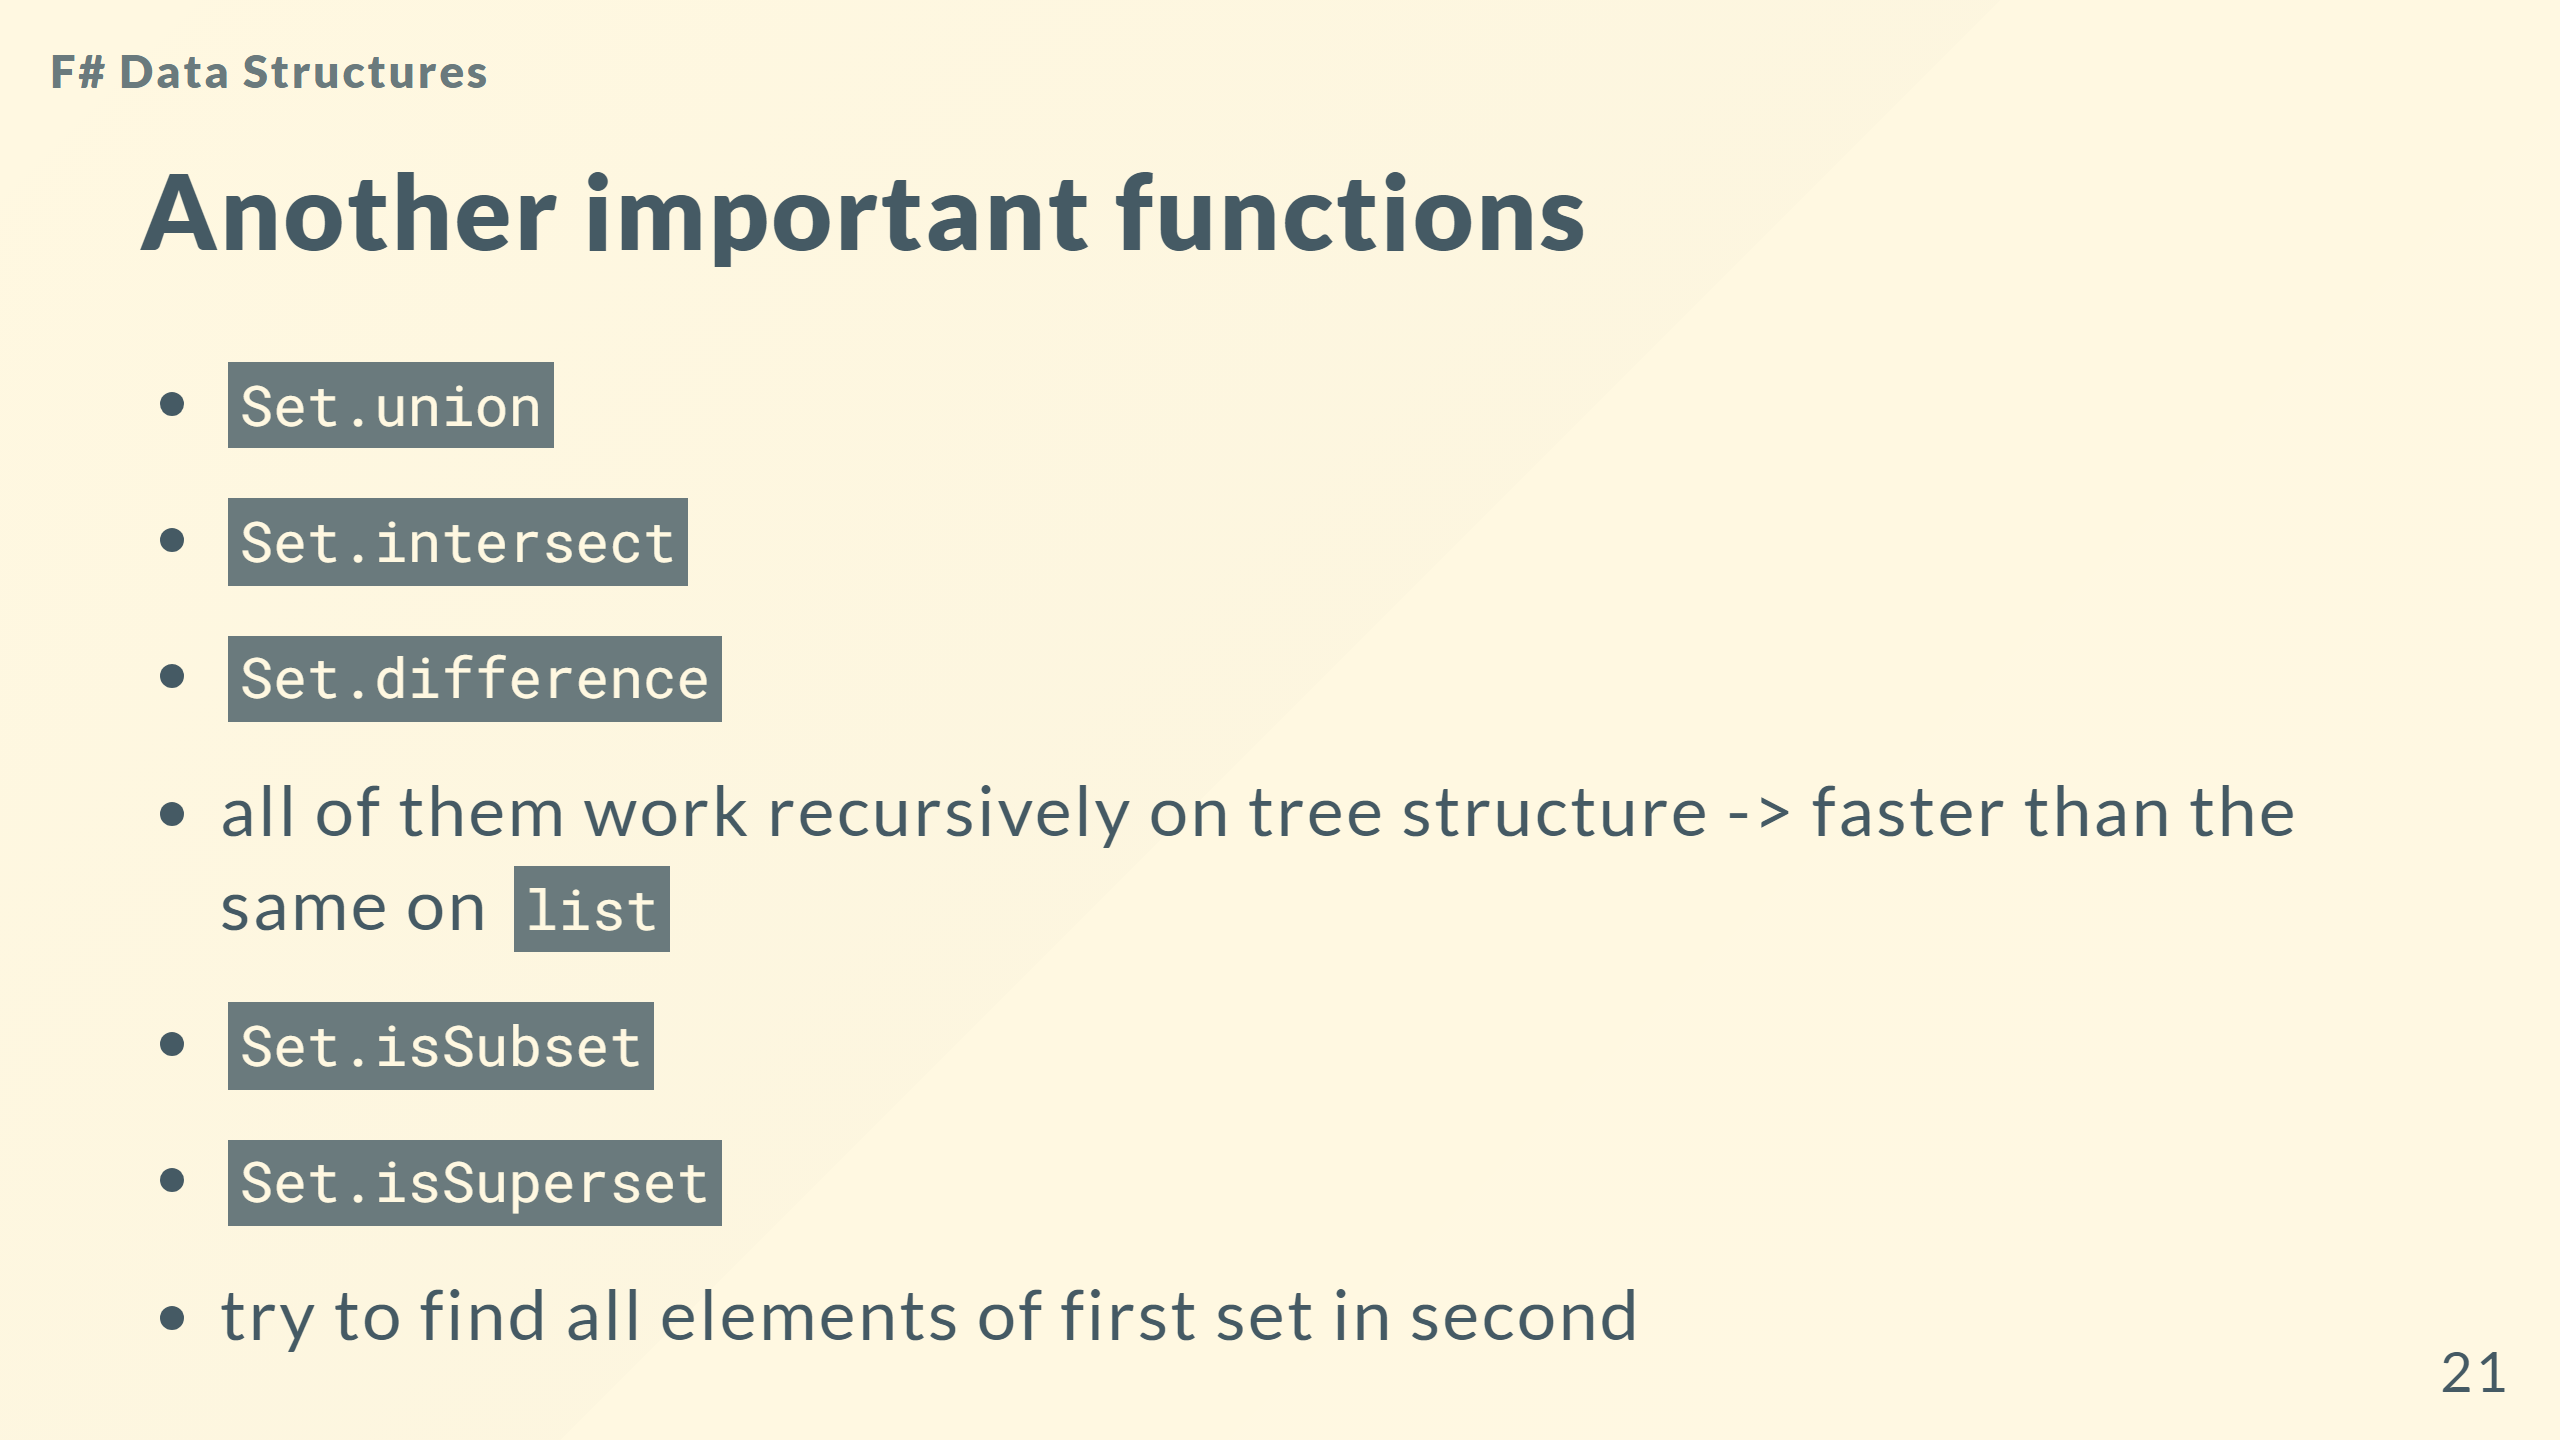 F# Data Structures
Another important functions
• Set.union
• Set.intersect
• Set.difference
• all of them work recursively on tree structure -> faster than the
same on list
• Set.isSubset
• Set.isSuperset
• try to find all elements of first set in second
21